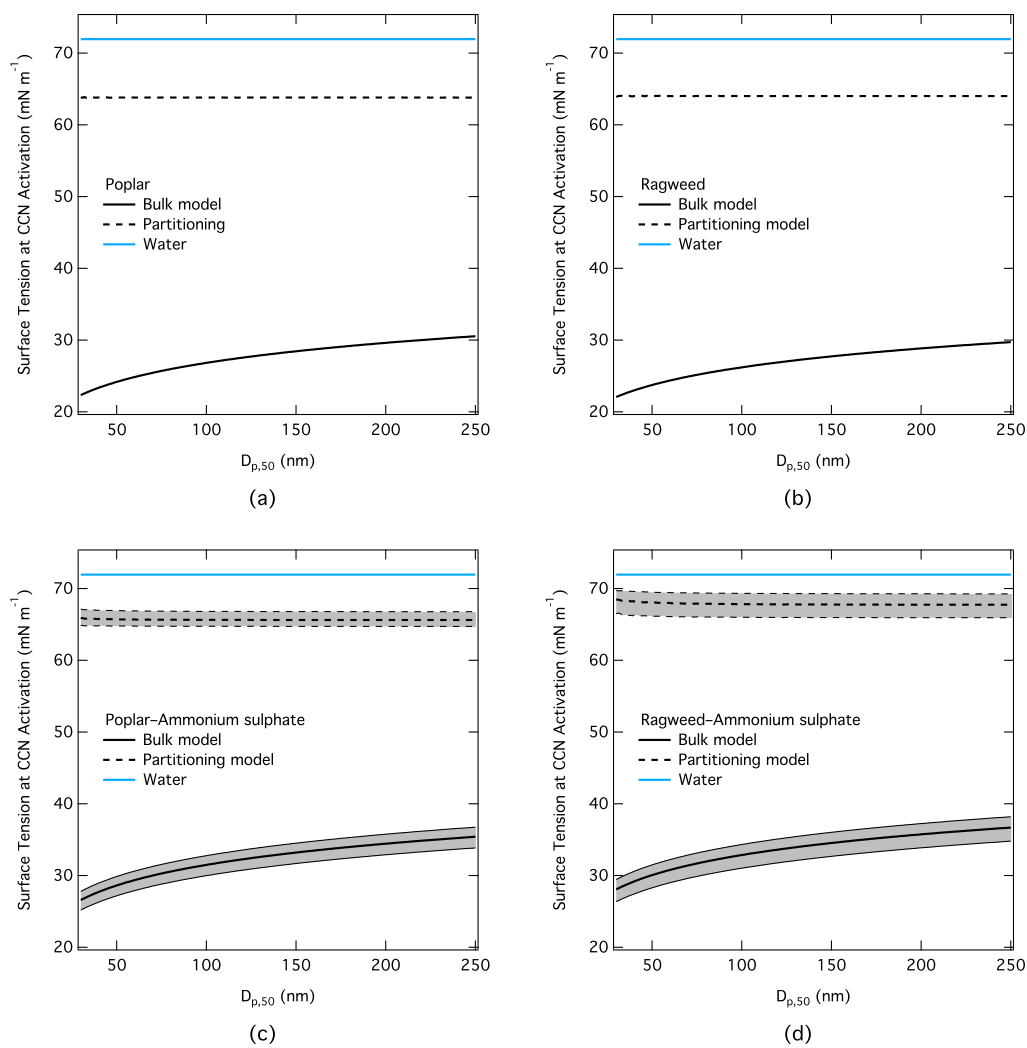 Surface Tension at CCN Activation (mN m-1)
70
60
50
40
30
20
Poplar
Bulk model
Partitioning
Water
50 100 150 200 250
Dp,50 (nm)
(a)
Surface Tension at CCN Activation (mN m-1)
70
60
50
40
30
20
Ragweed
Bulk model
Partitioning model
Water
50 100 150 200 250
Dp,50 (nm)
(b)
Surface Tension at CCN Activation (mN m-1)
70
60
50
40
30
20
Poplar–Ammonium sulphate
Bulk model
Partitioning model
Water
50 100 150 200 250
Dp,50 (nm)
(c)
Surface Tension at CCN Activation (mN m-1)
70
60
50
40
30
20
Ragweed–Ammonium sulphate
Bulk model
Partitioning model
Water
50 100 150 200 250
Dp,50 (nm)
(d)